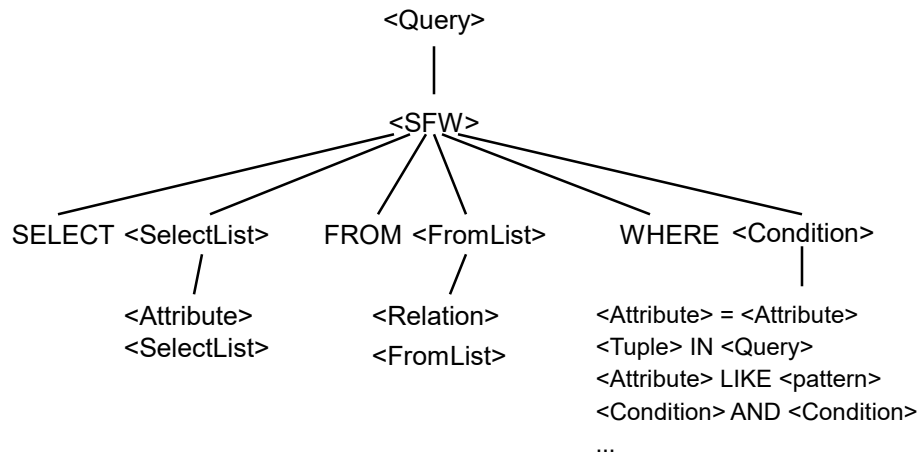 <Query>
<SFW>
SELECT <SelectList> FROM <FromList> WHERE <Condition>
<Attribute> <Relation> <Attribute> = <Attribute>
<SelectList> <FromList> <Tuple> IN <Query>
<Attribute> LIKE <pattern>
<Condition> AND <Condition>
...